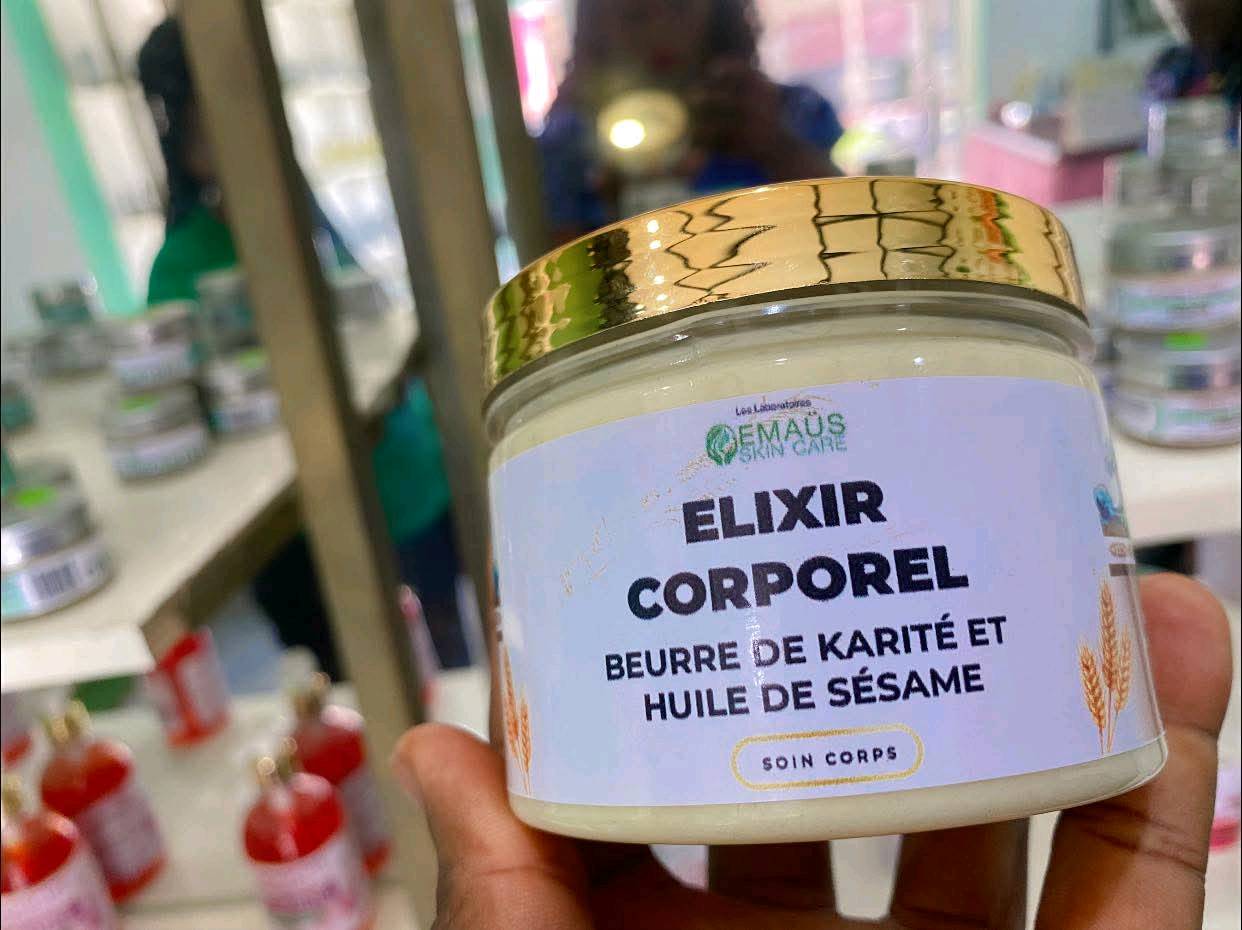 Les Laboratoires
EMAÜS
SKIN CARE
ELIXIR
CORPOREL
BEURRE DE KARITÉ ET
HUILE DE SÉSAME
SOIN CORPS